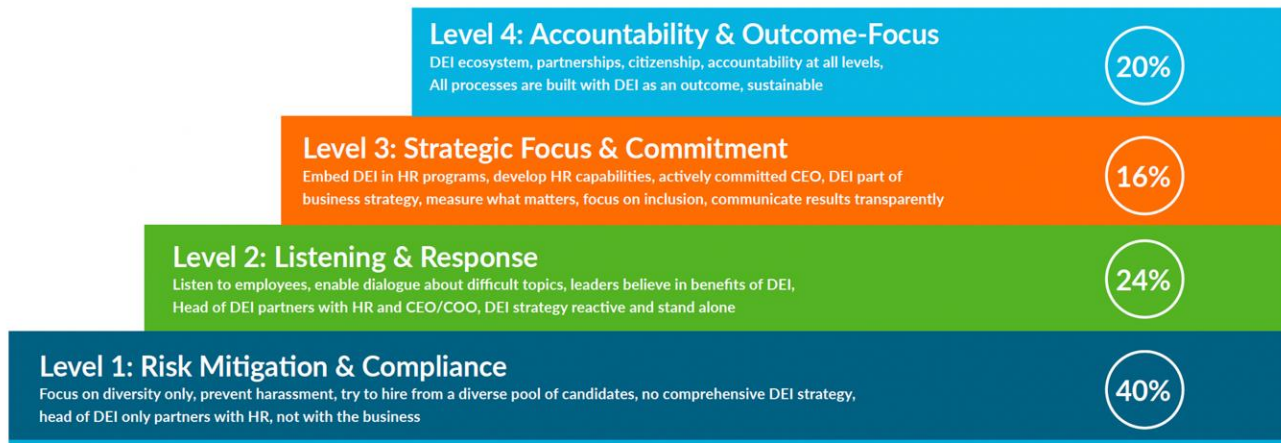 Level 4: Accountability & Outcome-Focus
DEI ecosystem, partnerships, citizenship, accountability at all levels,
All processes are built with DEI as an outcome, sustainable
20%
Level 3: Strategic Focus & Commitment
Embed DEI in HR programs, develop HR capabilities, actively committed CEO, DEI part of
business strategy, measure what matters, focus on inclusion, communicate results transparently
16%
Level 2: Listening & Response
Listen to employees, enable dialogue about difficult topics, leaders believe in benefits of DEI,
Head of DEI partners with HR and CEO/COO, DEI strategy reactive and stand alone
24%
Level 1: Risk Mitigation & Compliance
Focus on diversity only, prevent harassment, try to hire from a diverse pool of candidates, no comprehensive DEI strategy,
head of DEI only partners with HR, not with the business
40%